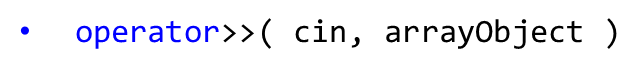 • operator>>( cin, arrayObject )